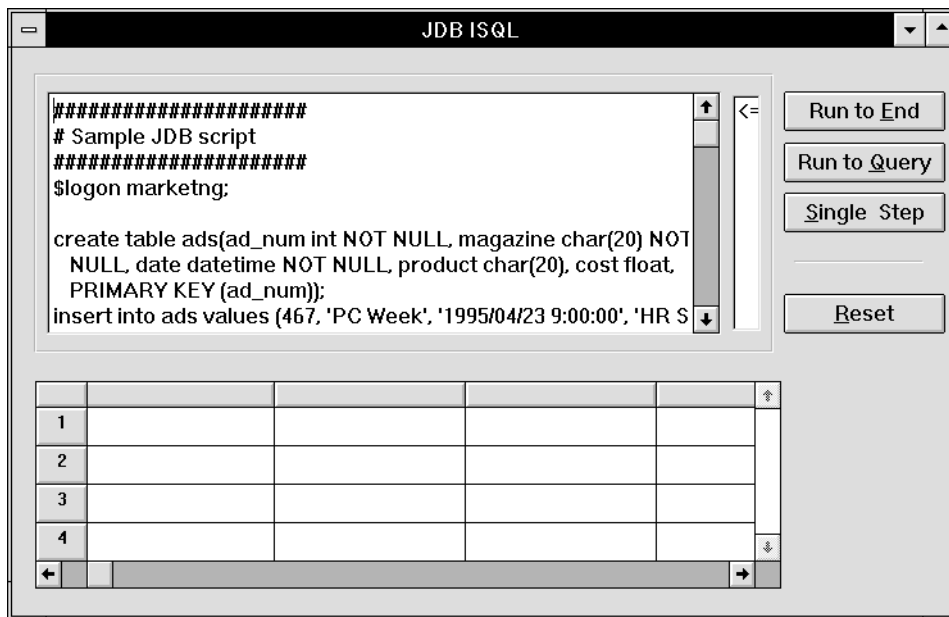 JDB ISQL
######################
# Sample JDB script
######################
$logon marketng;
create table ads(ad_num int NOT NULL, magazine char(20) NOT
NULL, date datetime NOT NULL, product char(20), cost float,
PRIMARY KEY (ad_num));
insert into ads values (467, 'PC Week', '1995/04/23 9:00:00', 'HR S
<=
Run to End
Run to Query
Single Step
Reset
1
2
3
4